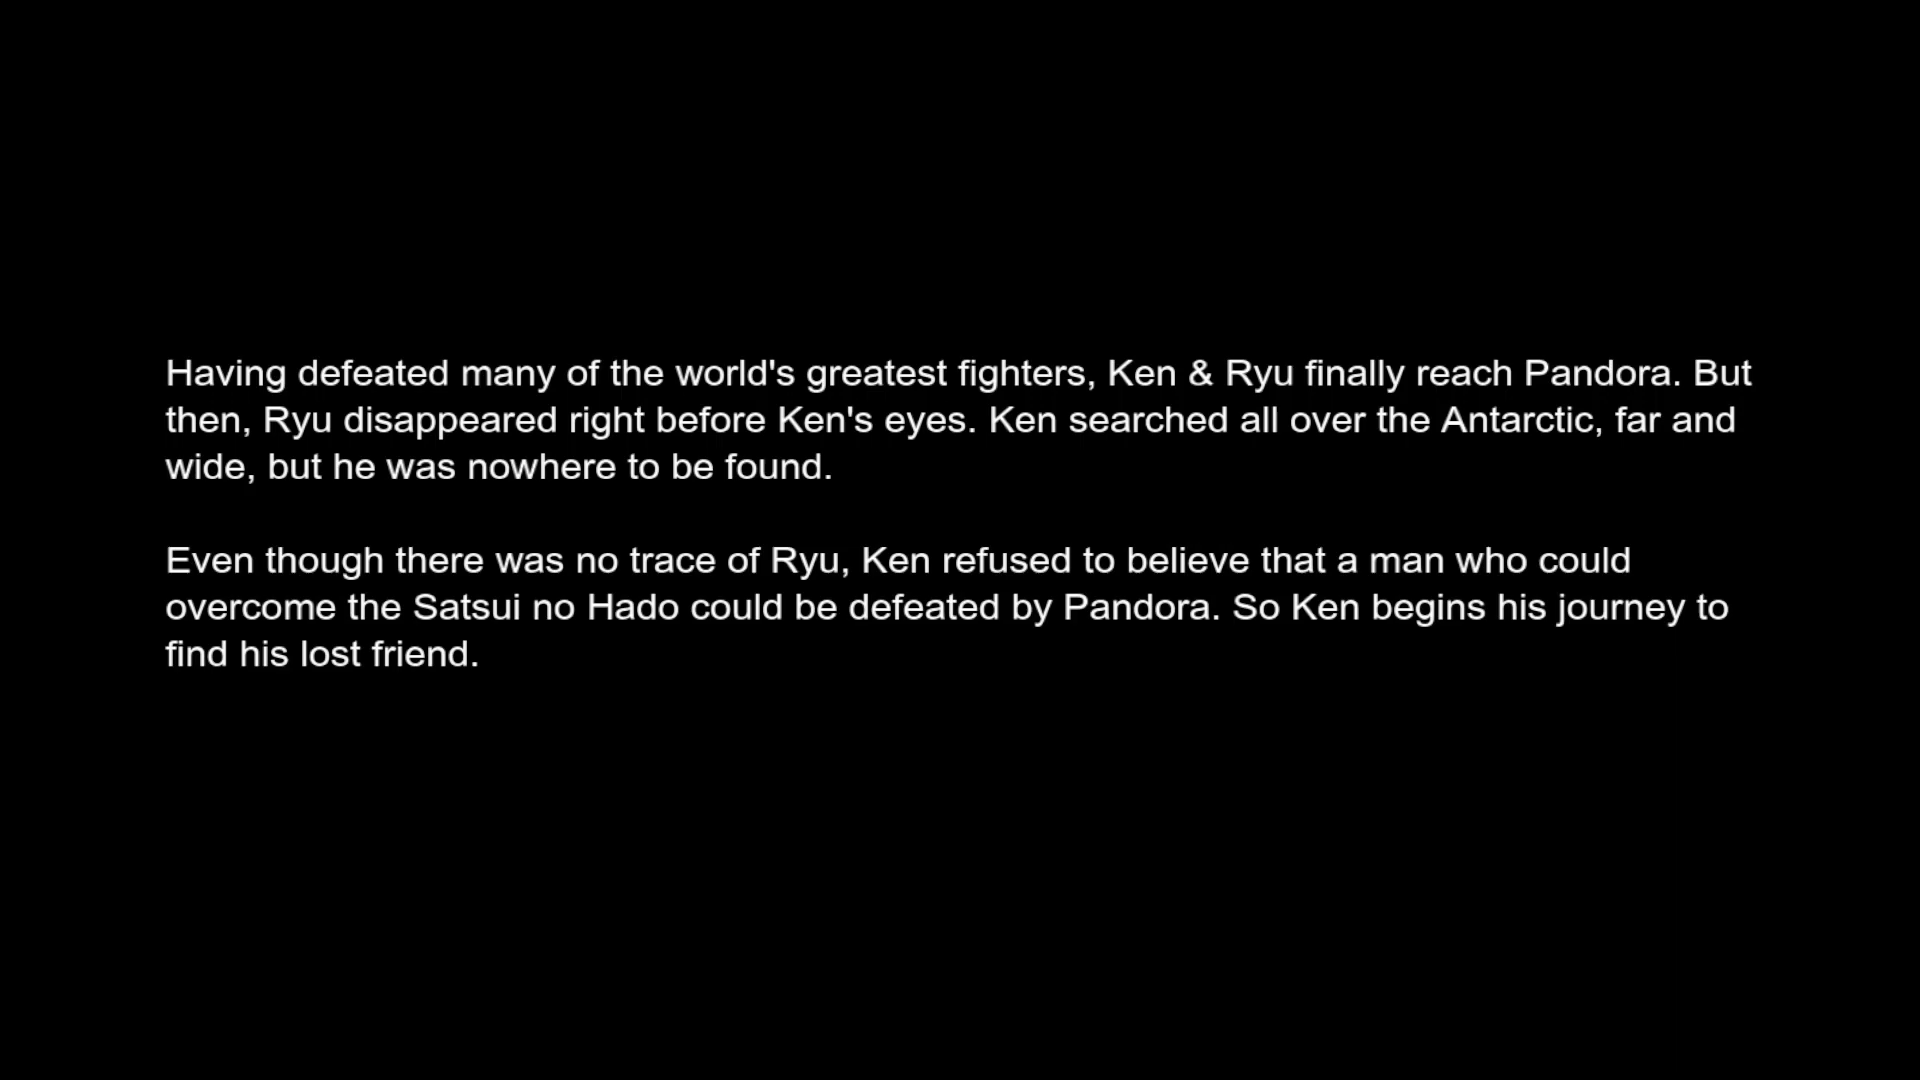 Having defeated many of the world's greatest fighters, Ken & Ryu finally reach Pandora. But
then, Ryu disappeared right before Ken's eyes. Ken searched all over the Antarctic, far and
wide, but he was nowhere to be found.
Even though there was no trace of Ryu, Ken refused to believe that a man who could
overcome the Satsui no Hado could be defeated by Pandora. So Ken begins his journey to
find his lost friend.